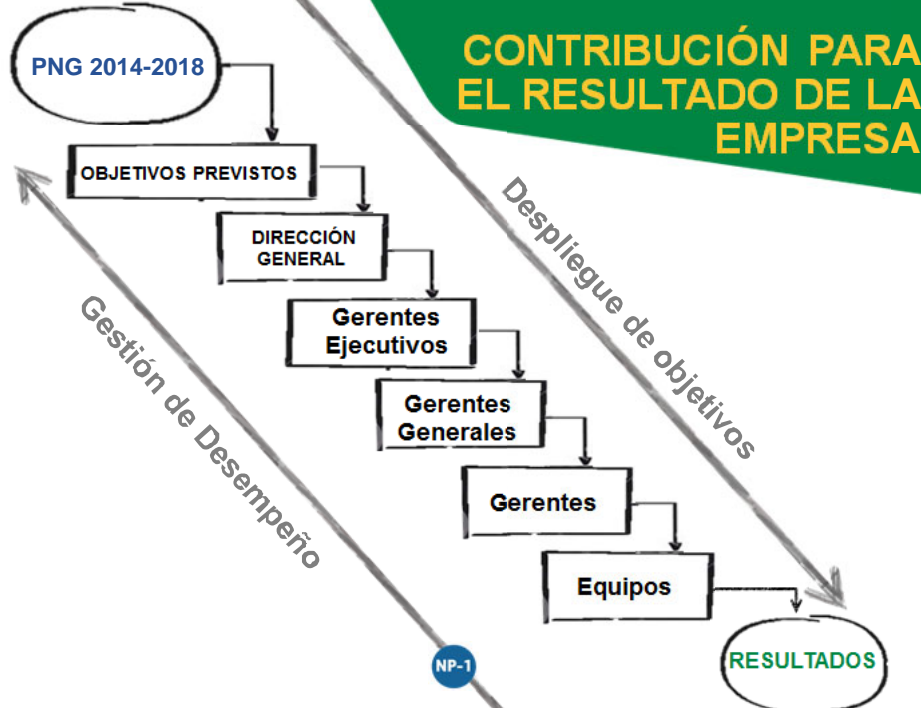 CONTRIBUCIÓN PARA
EL RESULTADO DE LA
EMPRESA
PNG 2014-2018
OBJETIVOS PREVISTOS
DIRECCIÓN
GENERAL
Gerentes
Ejecutivos
Gerentes
Generales
Gerentes
Equipos
RESULTADOS
Despliegue de objetivos
Gestión de Desempeño
NP-1